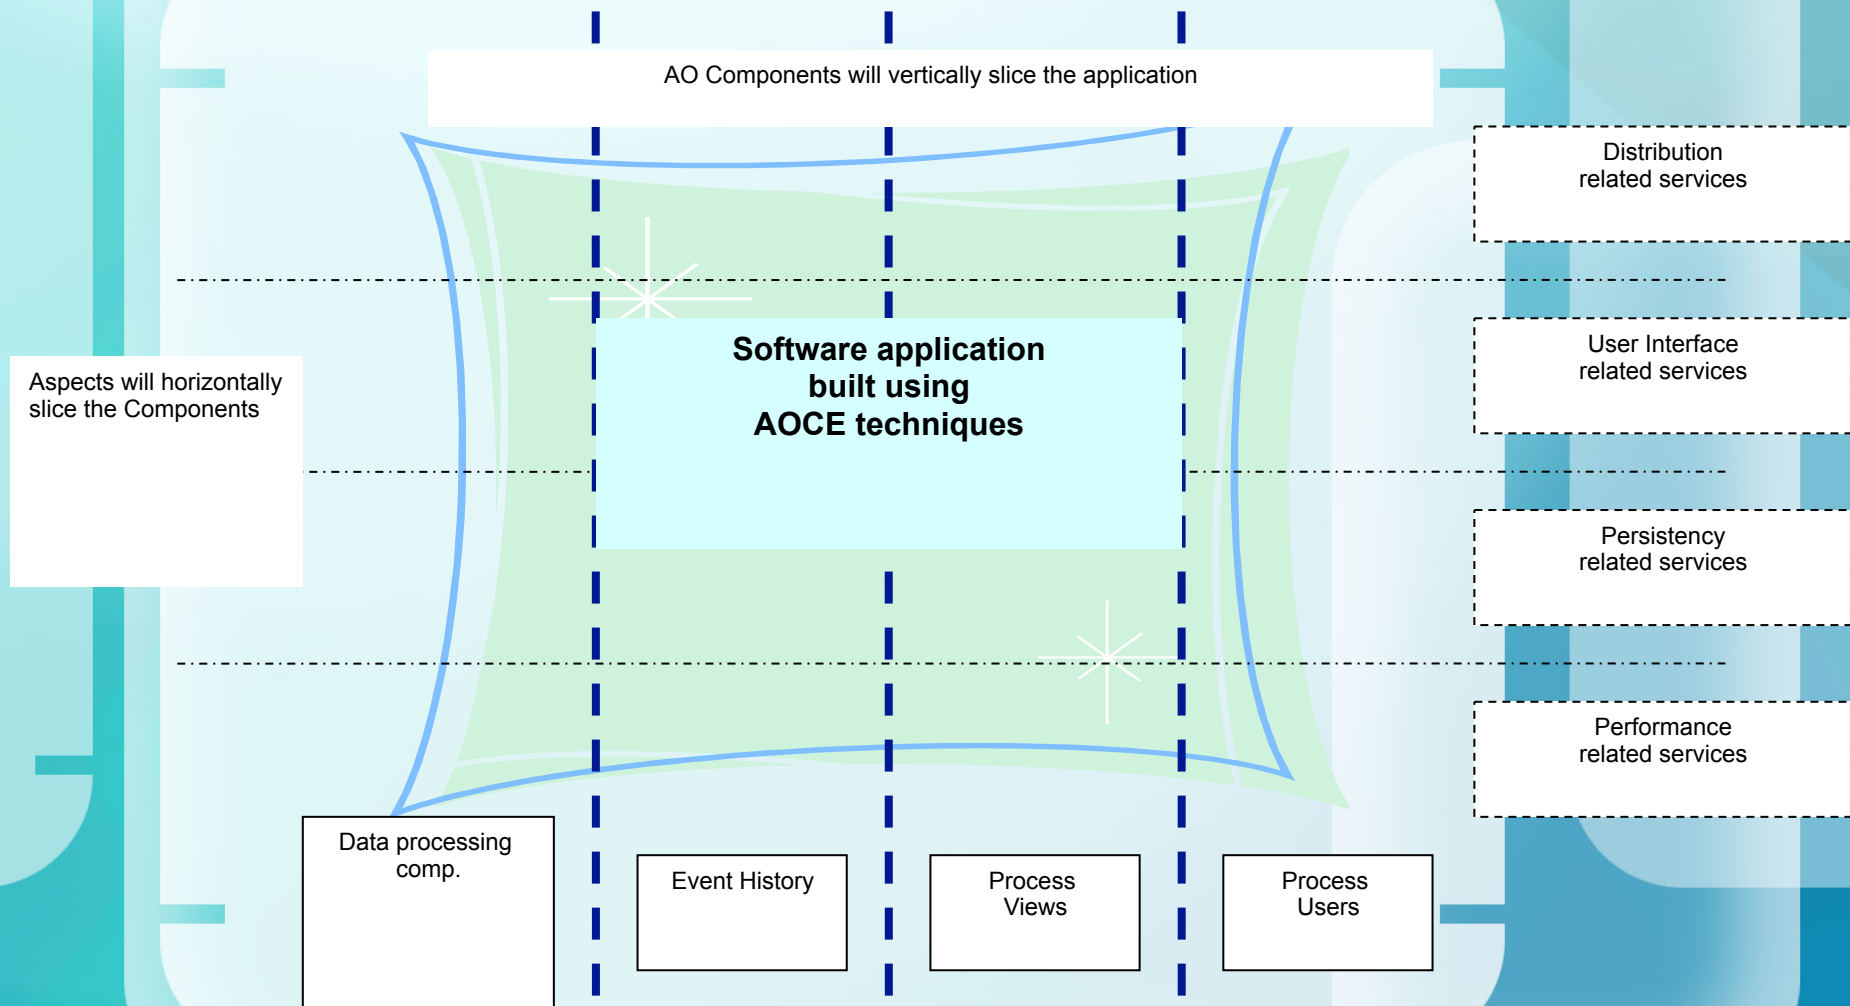 AO Components will vertically slice the application
Distribution
related services
User Interface
related services
Software application
built using
AOCE techniques
Aspects will horizontally
slice the Components
Persistency
related services
Performance
related services
Data processing
comp.
Event History
Process
Views
Process
Users